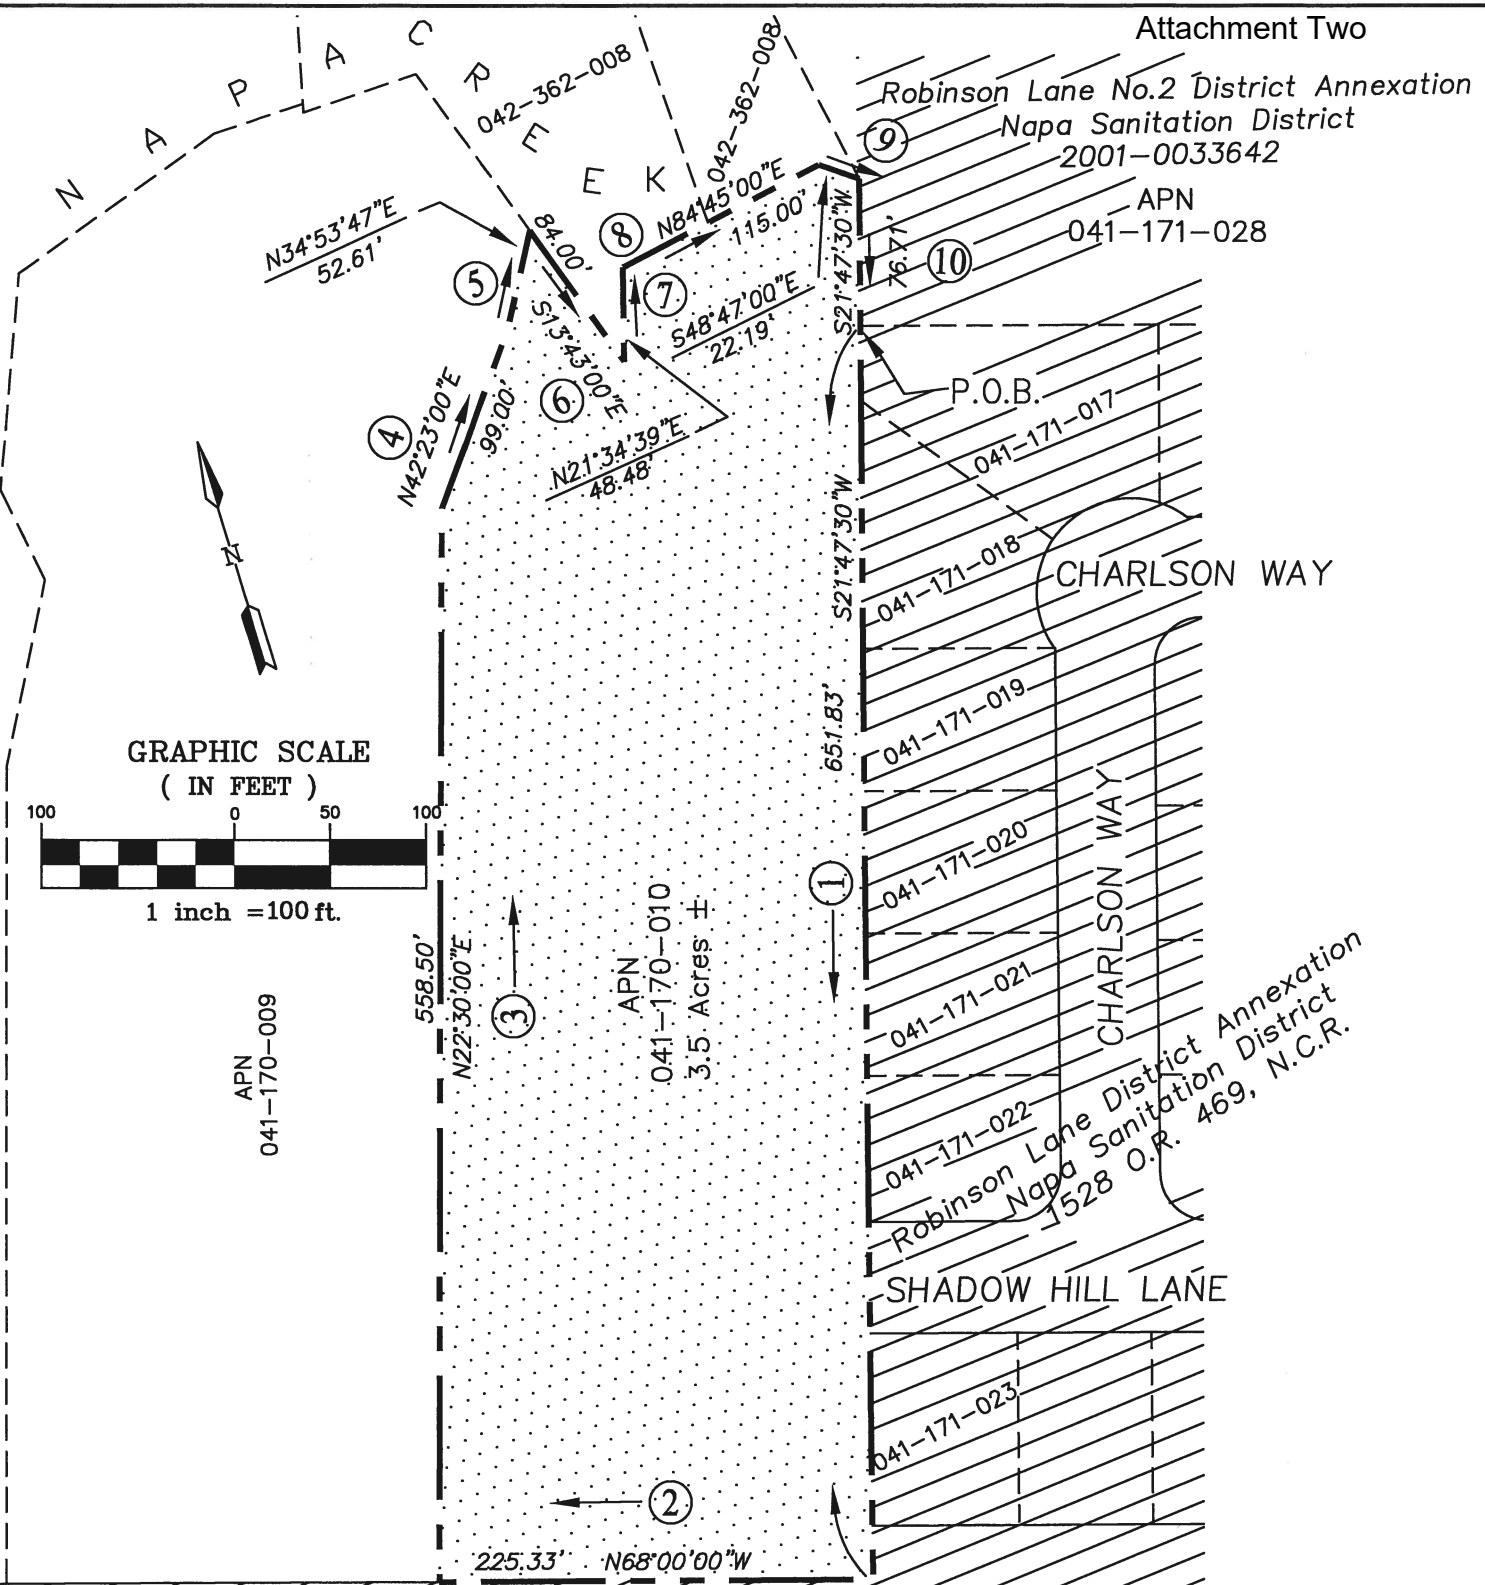 Attachment Two
N A P A C R E E K
042-362-008
042-362-008
Robinson Lane No.2 District Annexation
Napa Sanitation District
2001-0033642
APN
041-171-028
9
N84°45'00"E
115.00'
8
N34°53'47"E
52.61'
84.00'
5
7
S13°43'00"E
6
S48°47'00"E
22.19'
S21°47'30"W
76.71'
10
P.O.B.
4
N42°23'00"E
99.00'
N21°34'39"E
48.48'
041-171-017
S21°47'30"W
651.83'
041-171-018
CHARLSON WAY
N
041-171-019
GRAPHIC SCALE
( IN FEET )
100 0 50 100
1 inch =100 ft.
041-171-020
CHARLSON WAY
1
APN
041-170-010
3.5 Acres ±
558.50'
N22°30'00"E
3
APN
041-170-009
041-171-021
041-171-022
Robinson Lane District Annexation
Napa Sanitation District
1528 O.R. 469, N.C.R.
SHADOW HILL LANE
041-171-023
2
225.33' N68°00'00"W